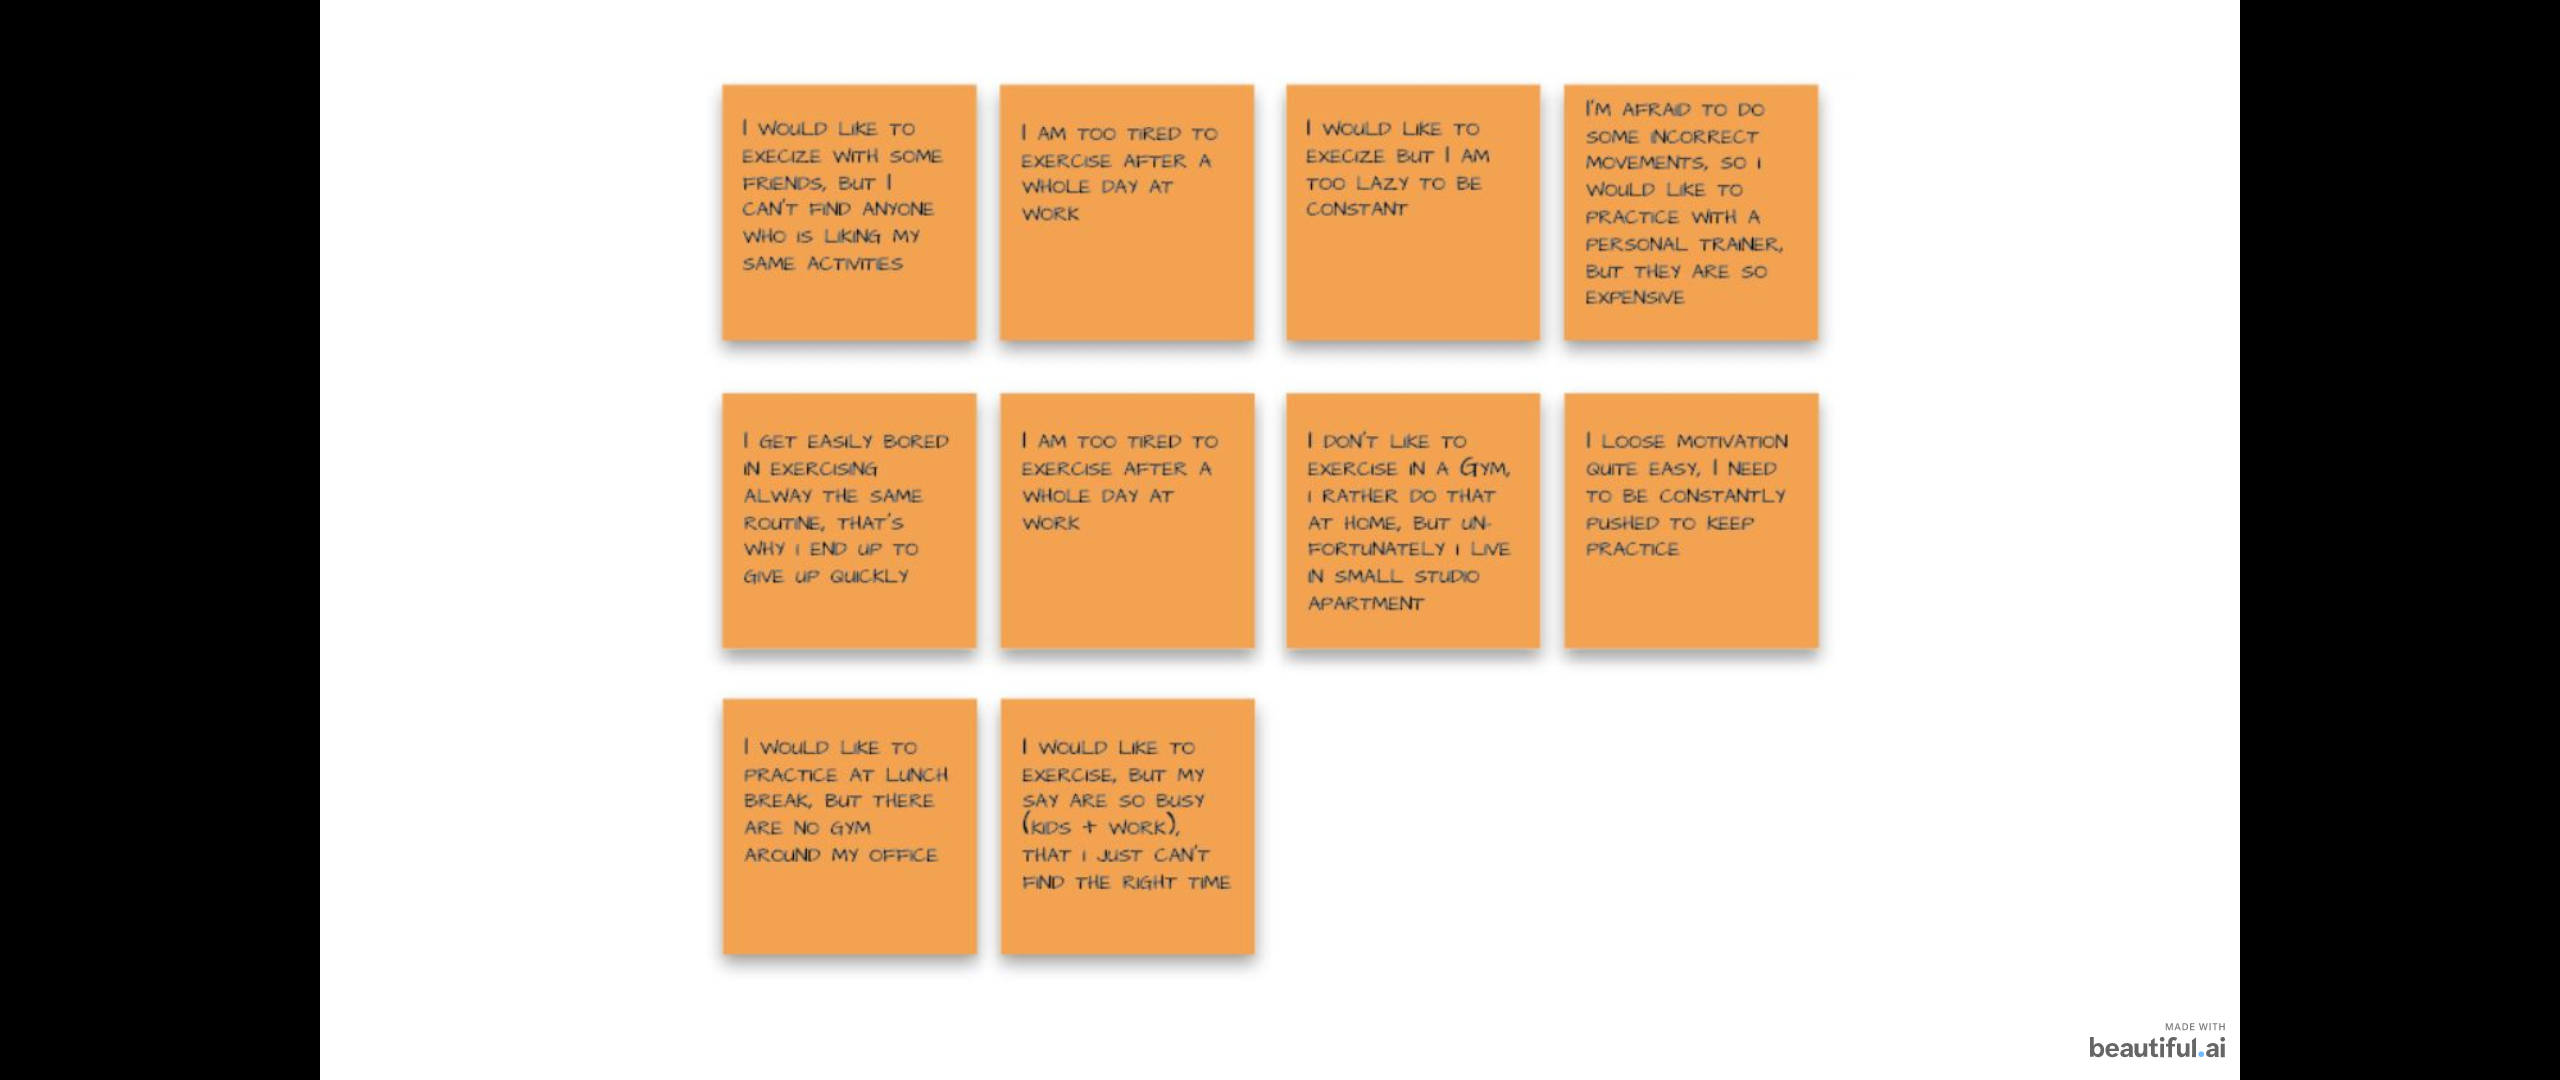 I WOULD LIKE TO
EXECIZE WITH SOME
FRIENDS, BUT I
CAN'T FIND ANYONE
WHO IS LIKING MY
SAME ACTIVITIES
I AM TOO TIRED TO
EXERCISE AFTER A
WHOLE DAY AT
WORK
I WOULD LIKE TO
EXECIZE BUT I AM
TOO LAZY TO BE
CONSTANT
I'M AFRAID TO DO
SOME INCORRECT
MOVEMENTS, SO I
WOULD LIKE TO
PRACTICE WITH A
PERSONAL TRAINER,
BUT THEY ARE SO
EXPENSIVE
I GET EASILY BORED
IN EXERCISING
ALWAY THE SAME
ROUTINE, THAT'S
WHY I END UP TO
GIVE UP QUICKLY
I AM TOO TIRED TO
EXERCISE AFTER A
WHOLE DAY AT
WORK
I DON'T LIKE TO
EXERCISE IN A GYM,
I RATHER DO THAT
AT HOME, BUT UN-
FORTUNATELY I LIVE
IN SMALL STUDIO
APARTMENT
I LOOSE MOTIVATION
QUITE EASY, I NEED
TO BE CONSTANTLY
PUSHED TO KEEP
PRACTICE
I WOULD LIKE TO
PRACTICE AT LUNCH
BREAK, BUT THERE
ARE NO GYM
AROUND MY OFFICE
I WOULD LIKE TO
EXERCISE, BUT MY
SAY ARE SO BUSY
(KIDS + WORK),
THAT I JUST CAN'T
FIND THE RIGHT TIME
MADE WITH
beautiful.ai